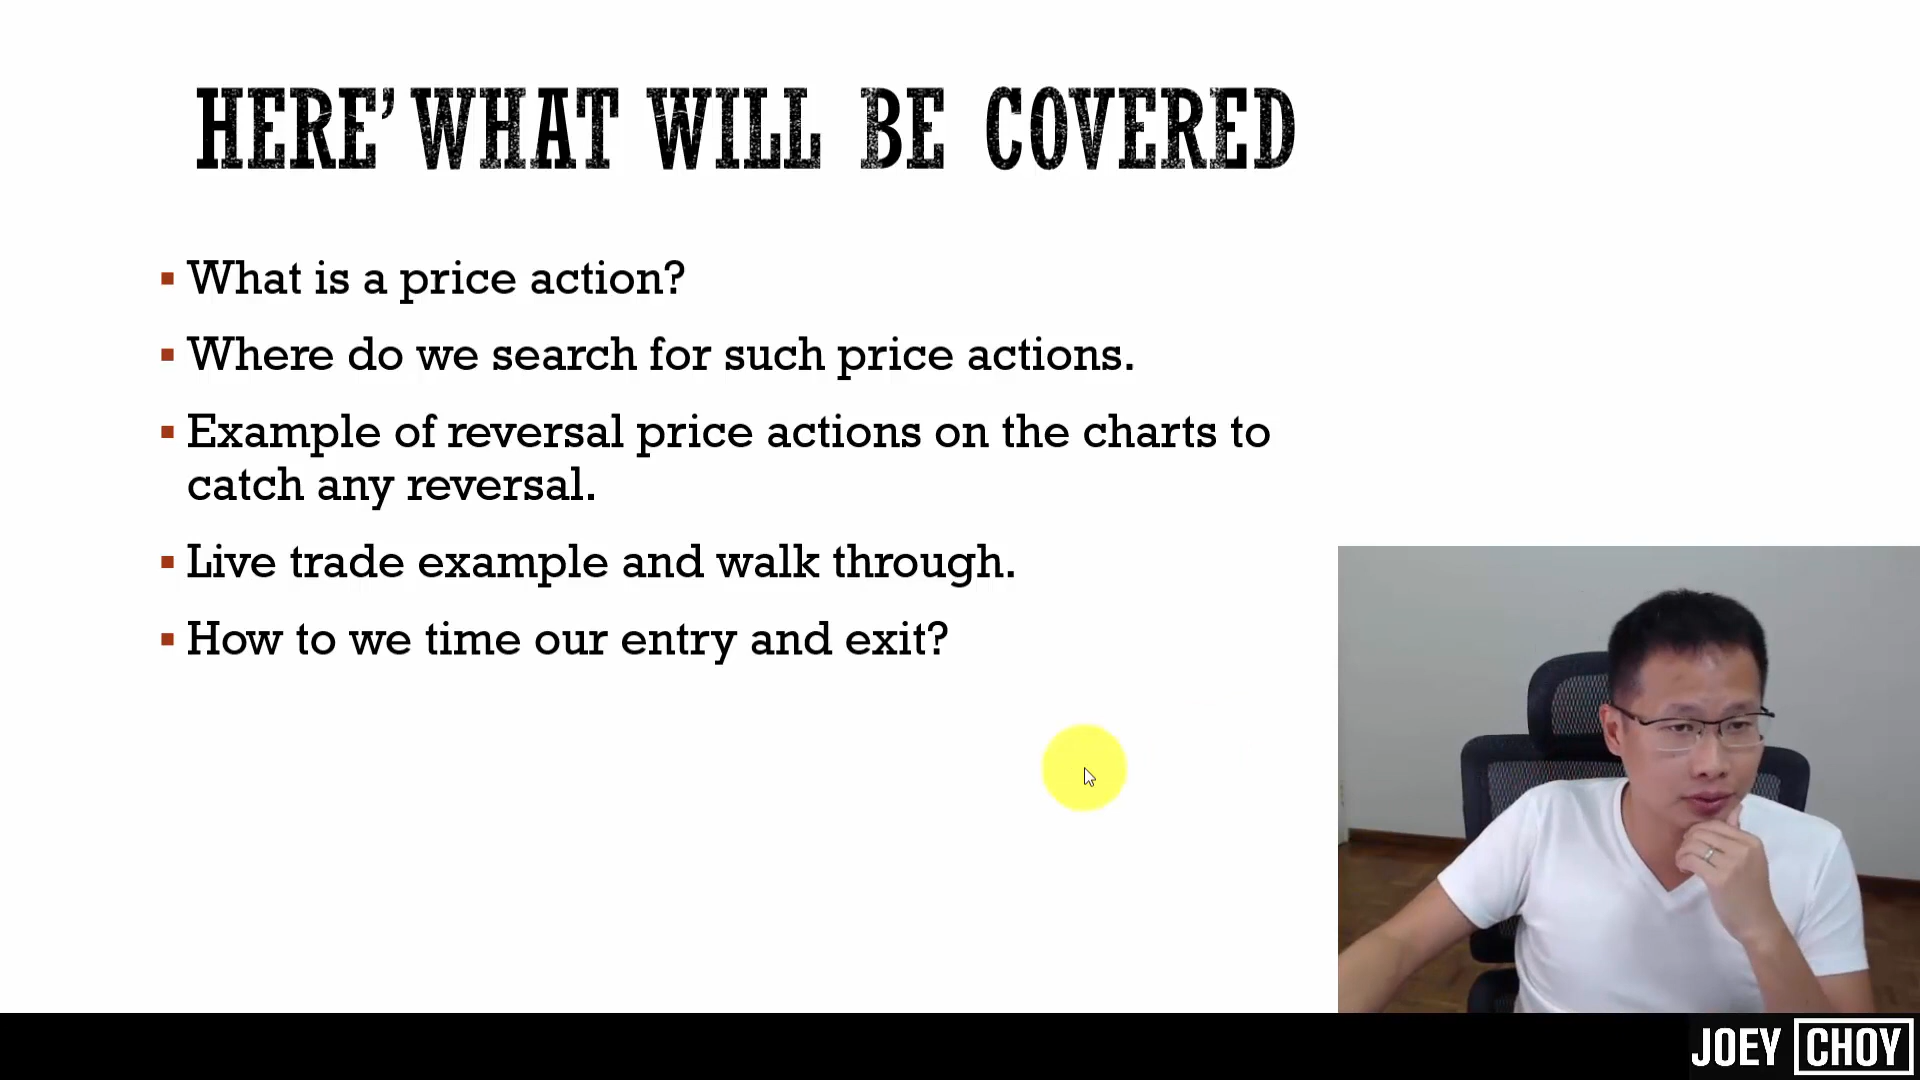 HERE' WHAT WILL BE COVERED
▪ What is a price action?
▪ Where do we search for such price actions.
▪ Example of reversal price actions on the charts to
catch any reversal.
▪ Live trade example and walk through.
▪ How to we time our entry and exit?
JOEY CHOY